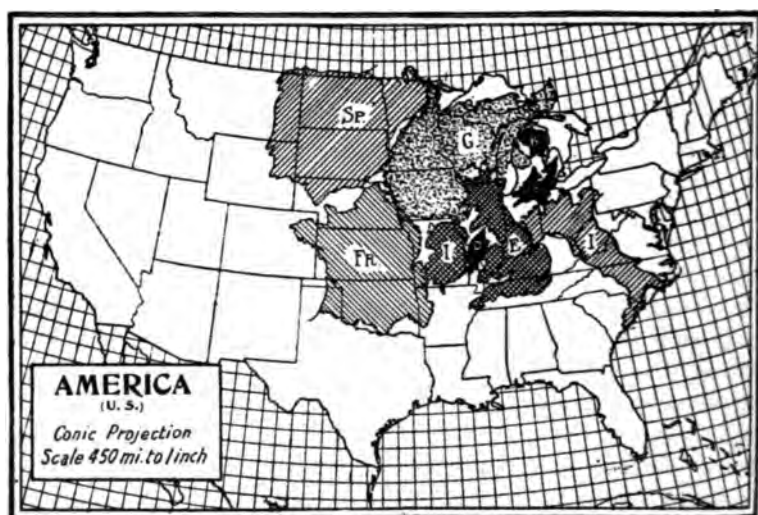 Sp.
G.
Fr.
I
E.
I
AMERICA
(U. S.)
Conic Projection
Scale 450 mi. to 1 inch